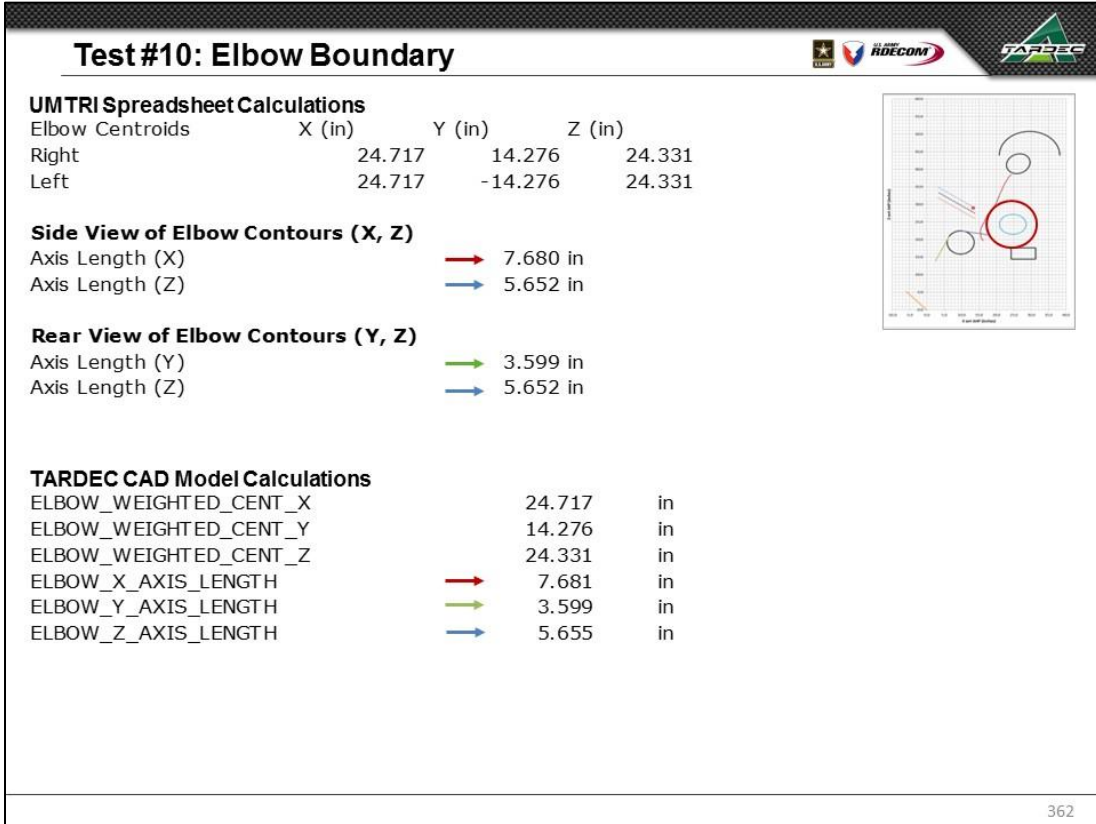 Test #10: Elbow Boundary
U.S. ARMY
U.S. ARMY
RDECOM
TARDEC
UMTRI Spreadsheet Calculations
Elbow Centroids X (in) Y (in) Z (in)
Right 24.717 14.276 24.331
Left 24.717 -14.276 24.331
Side View of Elbow Contours (X, Z)
Axis Length (X) 7.680 in
Axis Length (Z) 5.652 in
Rear View of Elbow Contours (Y, Z)
Axis Length (Y) 3.599 in
Axis Length (Z) 5.652 in
TARDEC CAD Model Calculations
ELBOW_WEIGHTED_CENT_X 24.717 in
ELBOW_WEIGHTED_CENT_Y 14.276 in
ELBOW_WEIGHTED_CENT_Z 24.331 in
ELBOW_X_AXIS_LENGTH 7.681 in
ELBOW_Y_AXIS_LENGTH 3.599 in
ELBOW_Z_AXIS_LENGTH 5.655 in
362